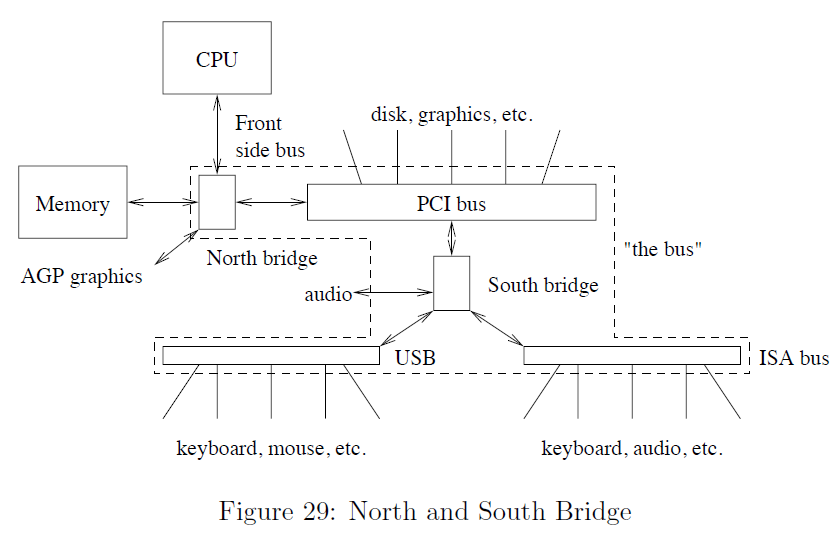 CPU
Front
side bus
disk, graphics, etc.
Memory
PCI bus
North bridge
"the bus"
AGP graphics
audio
South bridge
USB
ISA bus
keyboard, mouse, etc.
keyboard, audio, etc.
Figure 29: North and South Bridge